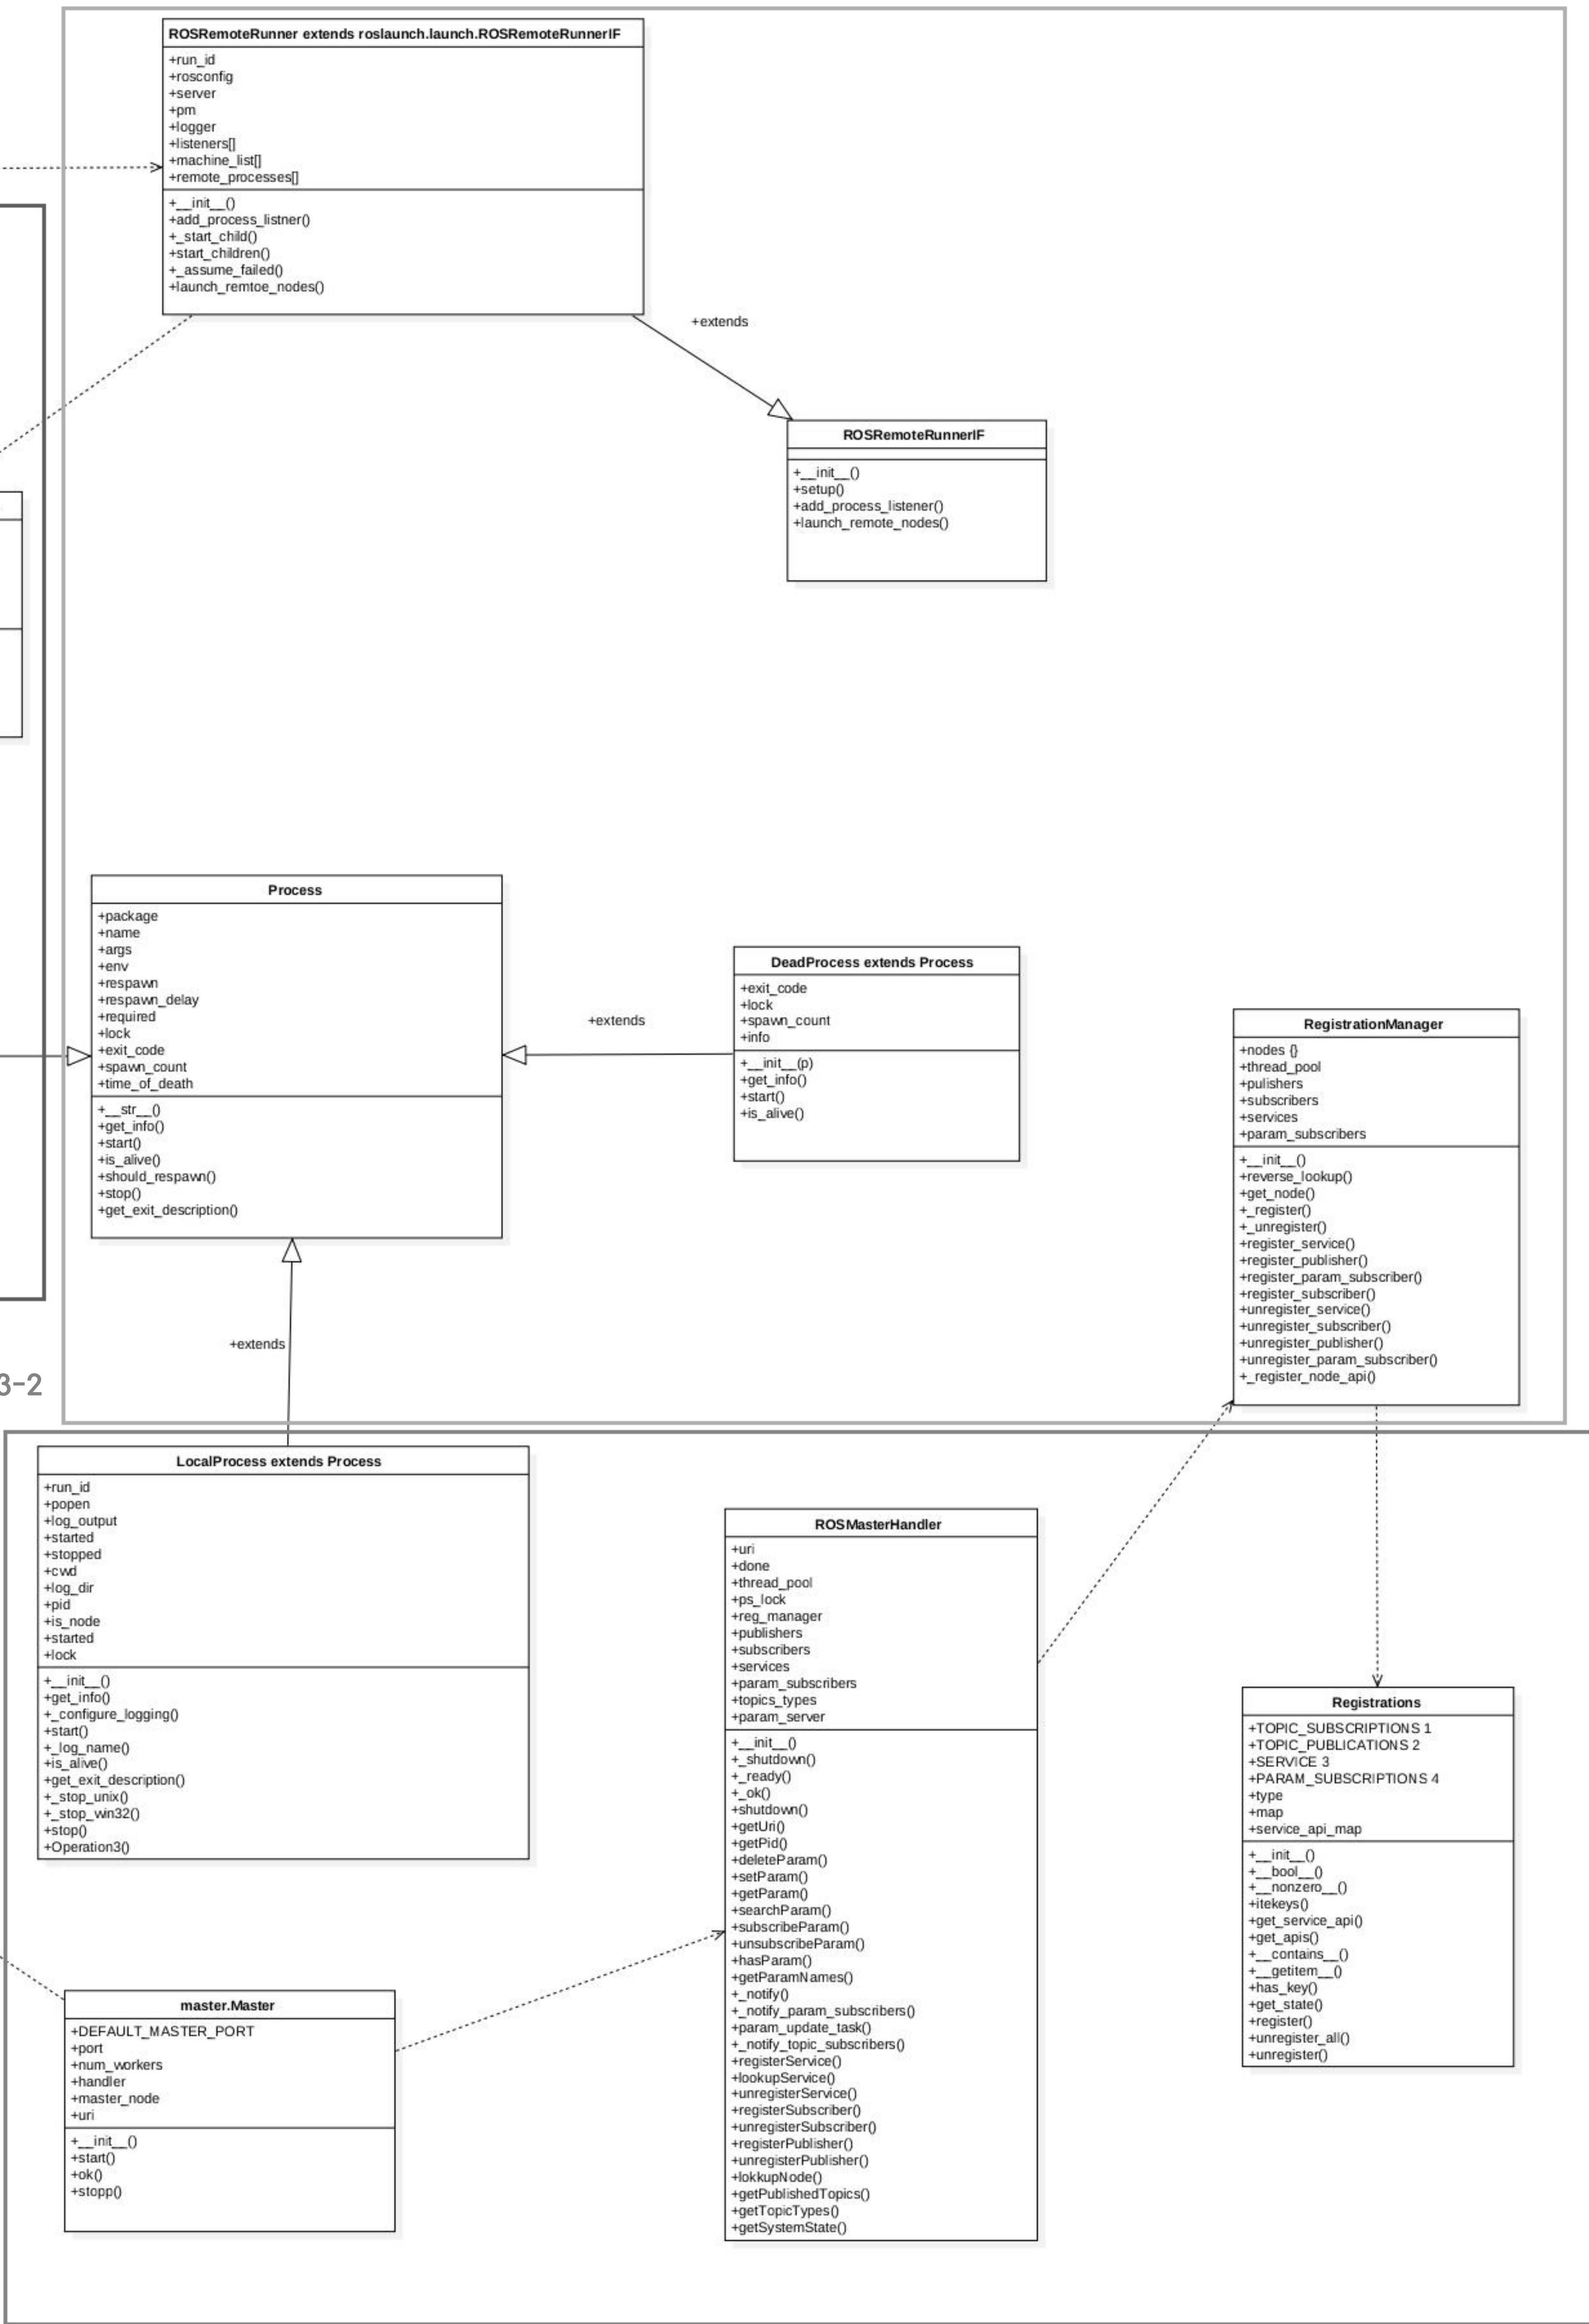 ROSRemoteRunner extends roslaunch.launch.ROSRemoteRunnerIF
+run_id
+rosconfig
+server
+pm
+logger
+listeners[]
+machine_list[]
+remote_processes[]
+__init__()
+add_process_listner()
+_start_child()
+start_children()
+_assume_failed()
+launch_remtoe_nodes()
+extends
ROSRemoteRunnerIF
+__init__()
+setup()
+add_process_listener()
+launch_remote_nodes()
Process
+package
+name
+args
+env
+respawn
+respawn_delay
+required
+lock
+exit_code
+spawn_count
+time_of_death
+__str__()
+get_info()
+start()
+is_alive()
+should_respawn()
+stop()
+get_exit_description()
+extends
DeadProcess extends Process
+exit_code
+lock
+spawn_count
+info
+__init__(p)
+get_info()
+start()
+is_alive()
RegistrationManager
+nodes {}
+thread_pool
+pulishers
+subscribers
+services
+param_subscribers
+__init__()
+reverse_lookup()
+get_node()
+_register()
+_unregister()
+register_service()
+register_publisher()
+register_param_subscriber()
+register_subscriber()
+unregister_service()
+unregister_subscriber()
+unregister_publisher()
+unregister_param_subscriber()
+_register_node_api()
+extends
3-2
LocalProcess extends Process
+run_id
+popen
+log_output
+started
+stopped
+cwd
+log_dir
+pid
+is_node
+started
+lock
+__init__()
+get_info()
+_configure_logging()
+start()
+_log_name()
+is_alive()
+get_exit_description()
+_stop_unix()
+_stop_win32()
+stop()
+Operation3()
ROSMasterHandler
+uri
+done
+thread_pool
+ps_lock
+reg_manager
+publishers
+subscribers
+services
+param_subscribers
+topics_types
+param_server
+__init__()
+_shutdown()
+_ready()
+_ok()
+shutdown()
+getUri()
+getPid()
+deleteParam()
+setParam()
+getParam()
+searchParam()
+subscribeParam()
+unsubscribeParam()
+hasParam()
+getParamNames()
+_notify()
+_notify_param_subscribers()
+param_update_task()
+_notify_topic_subscribers()
+registerService()
+lookupService()
+unregisterService()
+registerSubscriber()
+unregisterSubscriber()
+registerPublisher()
+unregisterPublisher()
+lokkupNode()
+getPublishedTopics()
+getTopicTypes()
+getSystemState()
Registrations
+TOPIC_SUBSCRIPTIONS 1
+TOPIC_PUBLICATIONS 2
+SERVICE 3
+PARAM_SUBSCRIPTIONS 4
+type
+map
+service_api_map
+__init__()
+__bool__()
+__nonzero__()
+itekeys()
+get_service_api()
+get_apis()
+__contains__()
+__getitem__()
+has_key()
+get_state()
+register()
+unregister_all()
+unregister()
master.Master
+DEFAULT_MASTER_PORT
+port
+num_workers
+handler
+master_node
+uri
+__init__()
+start()
+ok()
+stopp()